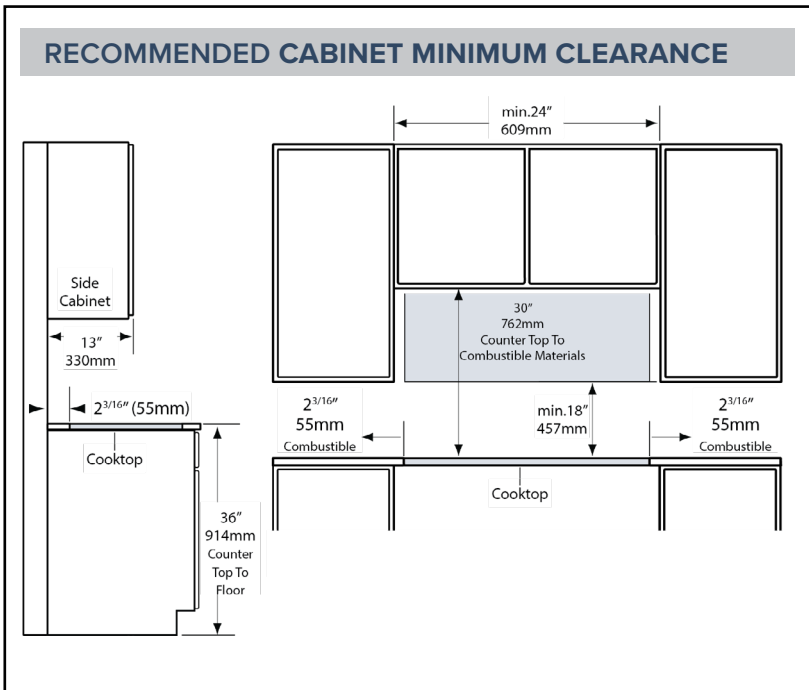 RECOMMENDED CABINET MINIMUM CLEARANCE
min.24″
609mm
Side
Cabinet
13″
330mm
2 3/16″ (55mm)
Cooktop
36″
914mm
Counter
Top To
Floor
30″
762mm
Counter Top To
Combustible Materials
2 3/16″
55mm
Combustible
min.18″
457mm
2 3/16″
55mm
Combustible
Cooktop